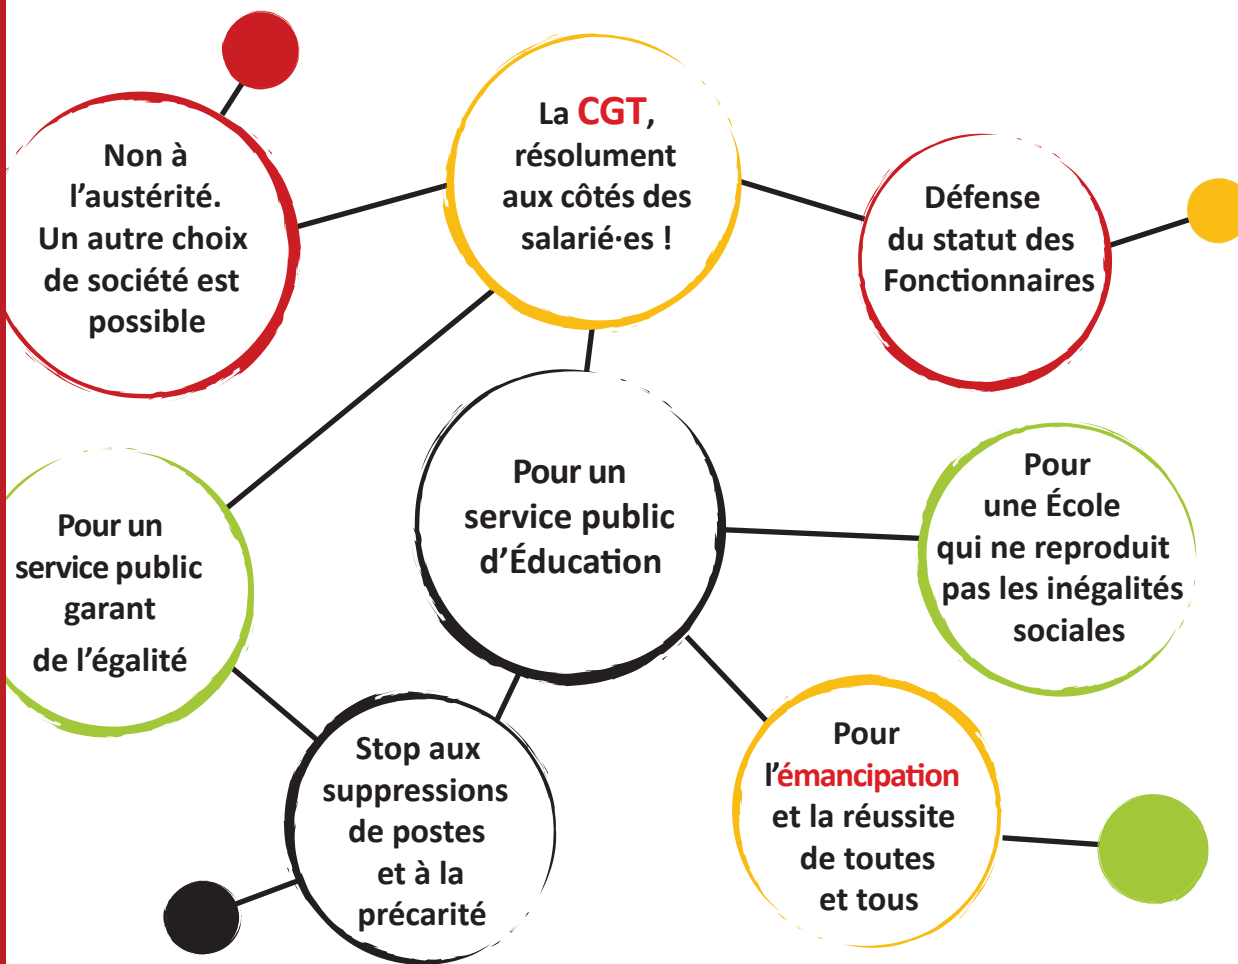 Non à
l'austérité.
Un autre choix
de société est
possible
La CGT,
résolument
aux côtés des
salarié·es !
Défense
du statut des
Fonctionnaires
Pour un
service public
garant
de l'égalité
Pour un
service public
d'Éducation
Pour
une École
qui ne reproduit
pas les inégalités
sociales
Stop aux
suppressions
de postes
et à la
précarité
Pour
l'émancipation
et la réussite
de toutes
et tous